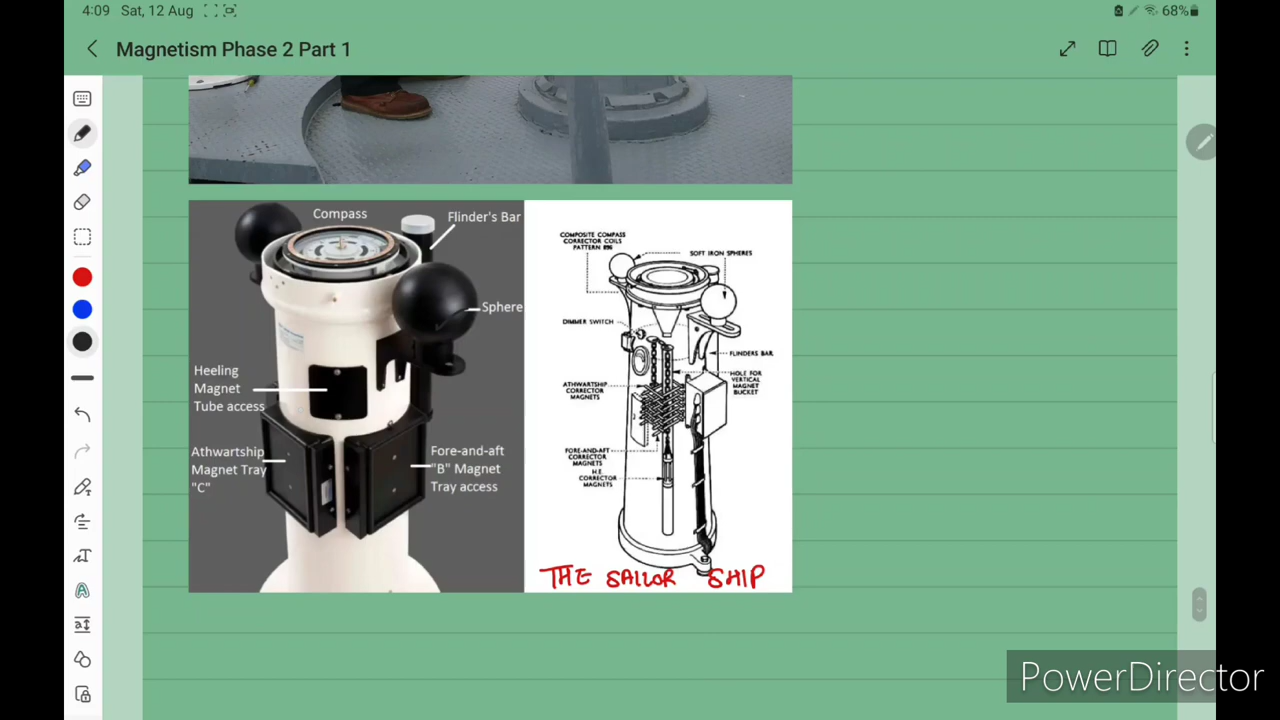 4:09 Sat, 12 Aug
68%
Magnetism Phase 2 Part 1
Compass
Flinder's Bar
Sphere
Heeling
Magnet
Tube access
Athwartship
Magnet Tray
"C"
Fore-and-aft
"B" Magnet
Tray access
COMPOSITE COMPASS
CORRECTOR COILS
PATTERN 896
SOFT IRON SPHERES
DIMMER SWITCH
FLINDERS BAR
HOLE FOR
VERTICAL
MAGNET
BUCKET
ATHWARTSHIP
CORRECTOR
MAGNETS
FORE-AND-AFT
CORRECTOR
MAGNETS
H.E.
CORRECTOR
MAGNETS
THE SAILOR SHIP
PowerDirector